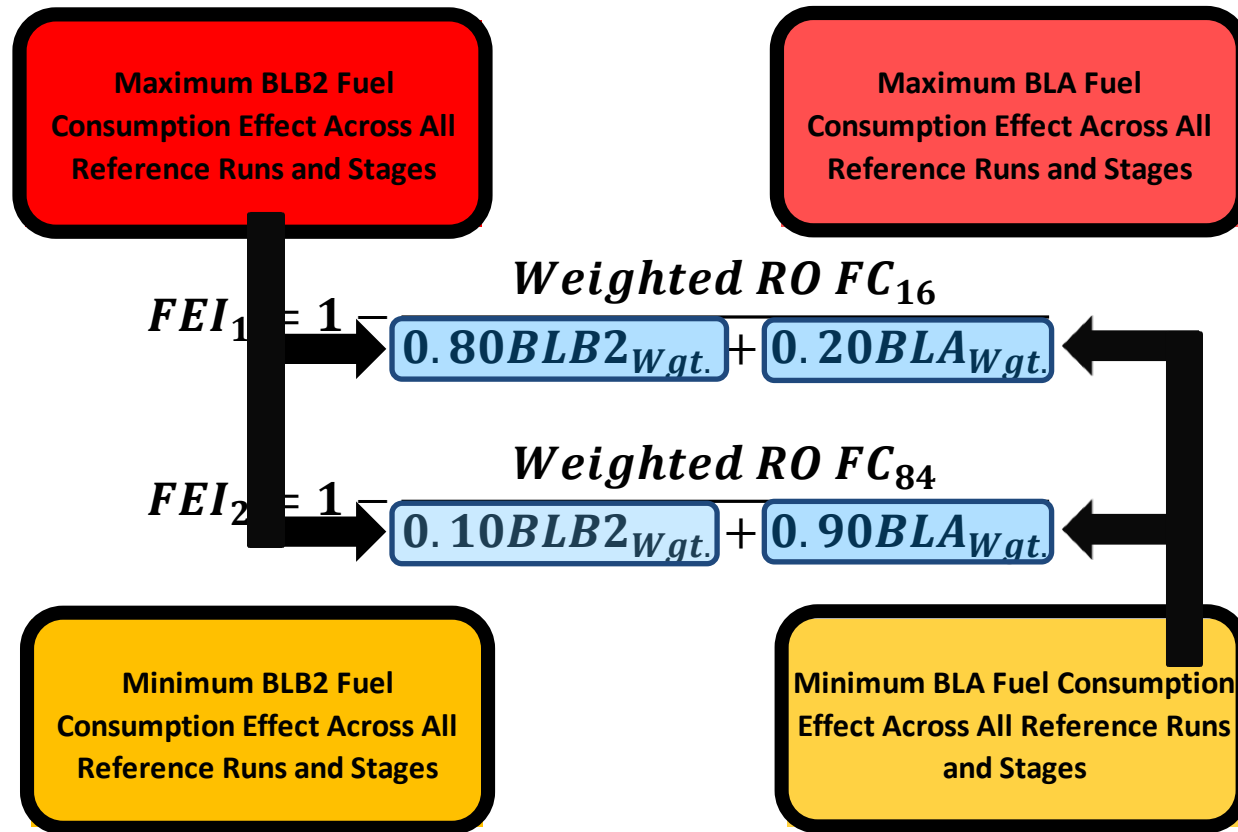 Maximum BLB2 Fuel
Consumption Effect Across All
Reference Runs and Stages
Maximum BLA Fuel
Consumption Effect Across All
Reference Runs and Stages
Weighted RO FC₁₆
FEI₁ = 1 −
0.80BLB2Wgt. + 0.20BLAWgt.
Weighted RO FC₈₄
FEI₂ = 1 −
0.10BLB2Wgt. + 0.90BLAWgt.
Minimum BLB2 Fuel
Consumption Effect Across All
Reference Runs and Stages
Minimum BLA Fuel Consumption
Effect Across All Reference Runs
and Stages